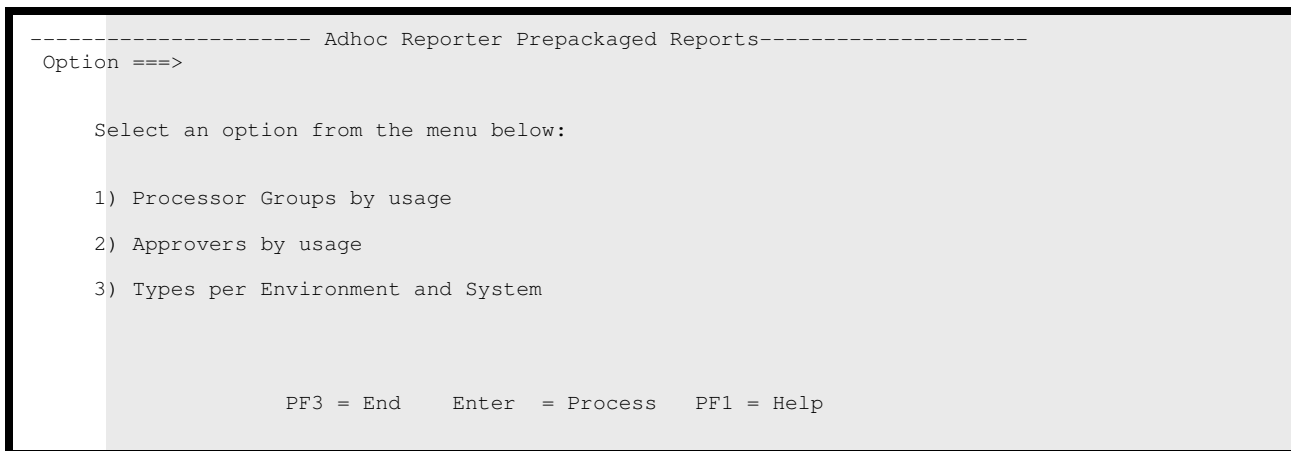 ---------------------- Adhoc Reporter Prepackaged Reports---------------------
Option ===>
Select an option from the menu below:
1) Processor Groups by usage
2) Approvers by usage
3) Types per Environment and System
PF3 = End    Enter  = Process   PF1 = Help